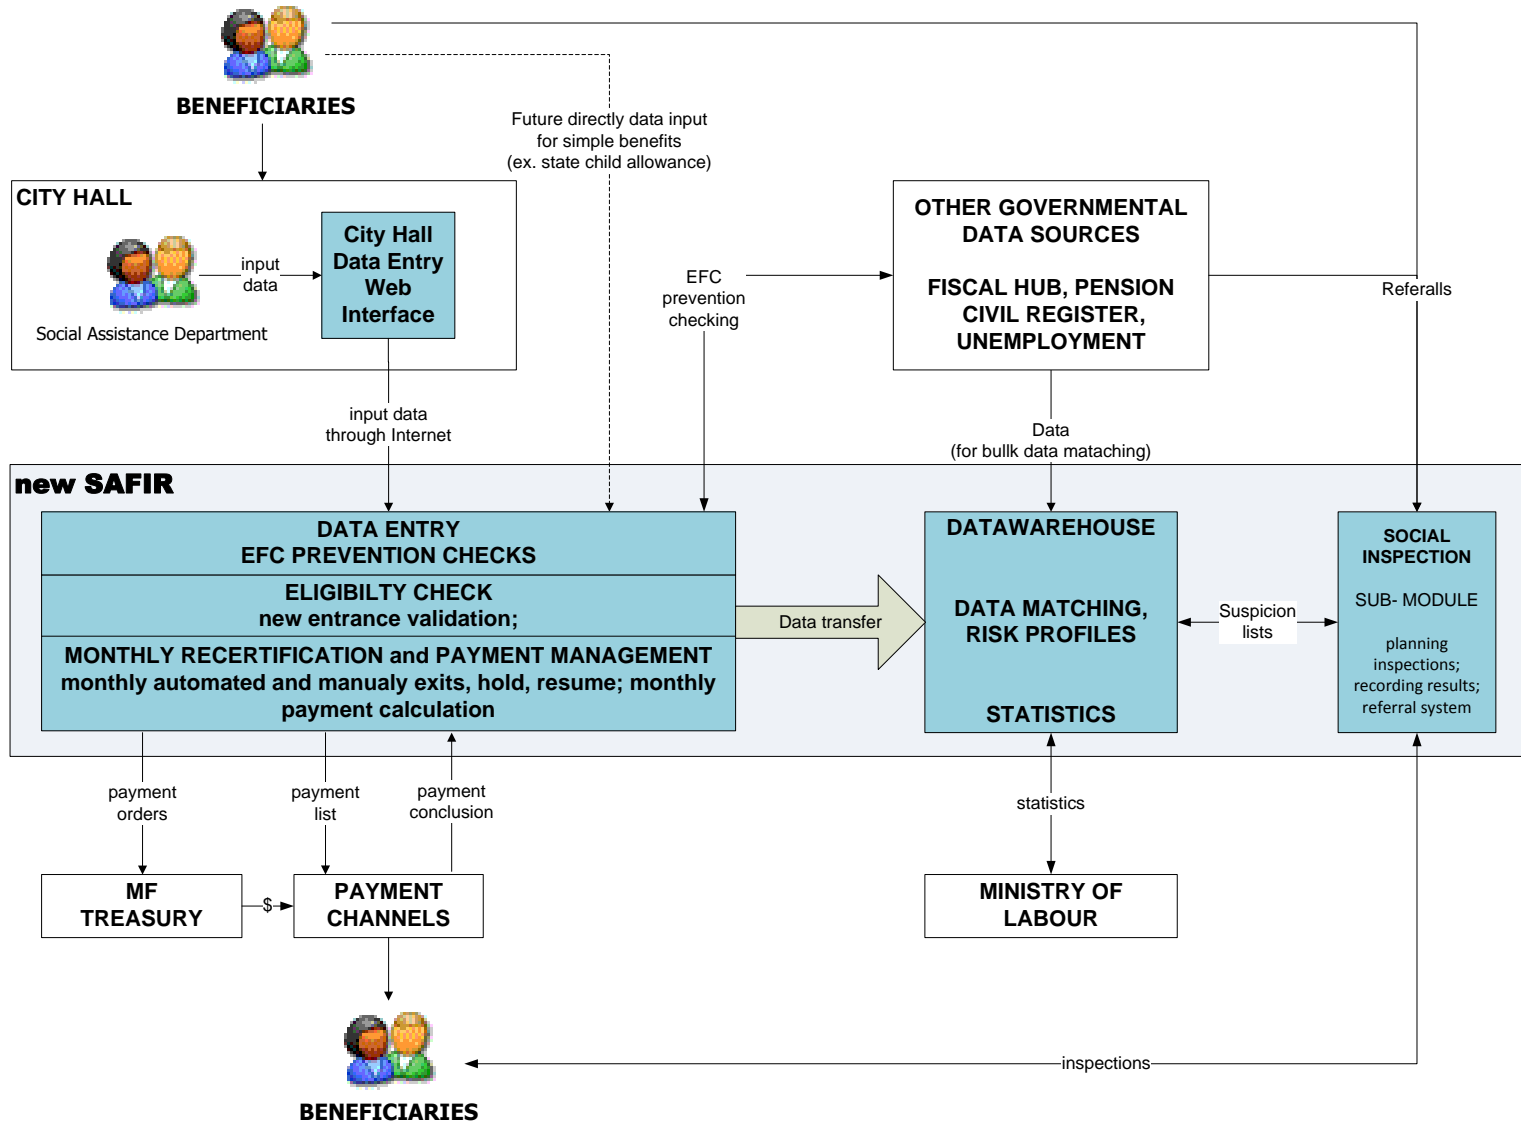 BENEFICIARIES
Future directly data input
for simple benefits
(ex. state child allowance)
CITY HALL
City Hall
Data Entry
Web
Interface
input
data
Social Assistance Department
OTHER GOVERNMENTAL
DATA SOURCES
FISCAL HUB, PENSION
CIVIL REGISTER,
UNEMPLOYMENT
EFC
prevention
checking
Referalls
input data
through Internet
Data
(for bullk data mataching)
new SAFIR
DATA ENTRY
EFC PREVENTION CHECKS
ELIGIBILTY CHECK
new entrance validation;
MONTHLY RECERTIFICATION and PAYMENT MANAGEMENT
monthly automated and manualy exits, hold, resume; monthly
payment calculation
Data transfer
DATAWAREHOUSE
DATA MATCHING,
RISK PROFILES
STATISTICS
Suspicion
lists
SOCIAL
INSPECTION
SUB- MODULE
planning
inspections;
recording results;
referral system
payment
orders
payment
list
payment
conclusion
statistics
MF
TREASURY
$
PAYMENT
CHANNELS
MINISTRY OF
LABOUR
inspections
BENEFICIARIES